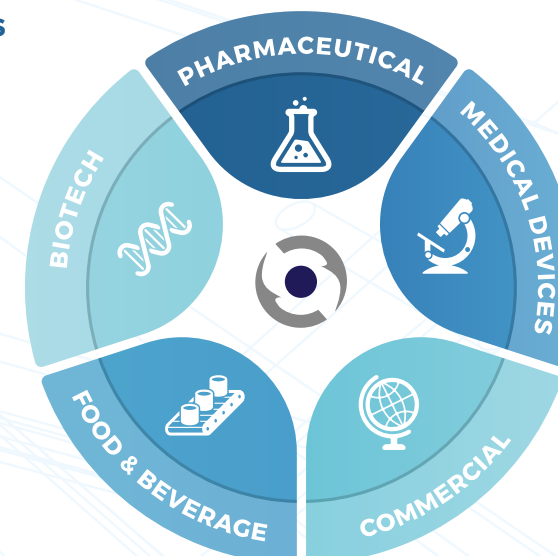 s
PHARMACEUTICAL
MEDICAL DEVICES
COMMERCIAL
FOOD & BEVERAGE
BIOTECH